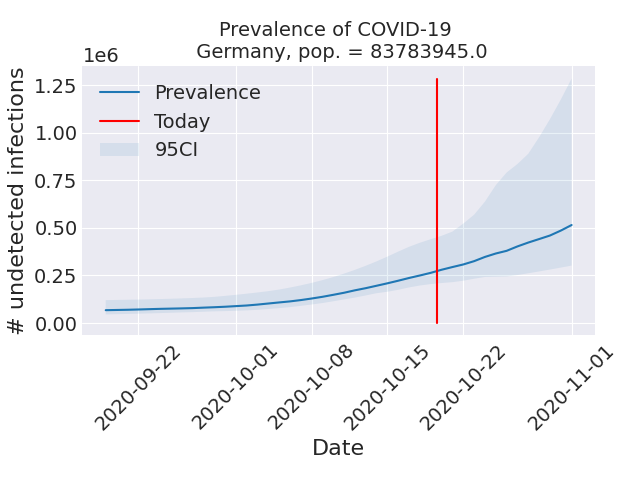 Prevalence of COVID-19
Germany, pop. = 83783945.0
1e6
1.25
1.00
0.75
0.50
0.25
0.00
# undetected infections
Prevalence
Today
95CI
2020-09-22
2020-10-01
2020-10-08
2020-10-15
2020-10-22
2020-11-01
Date